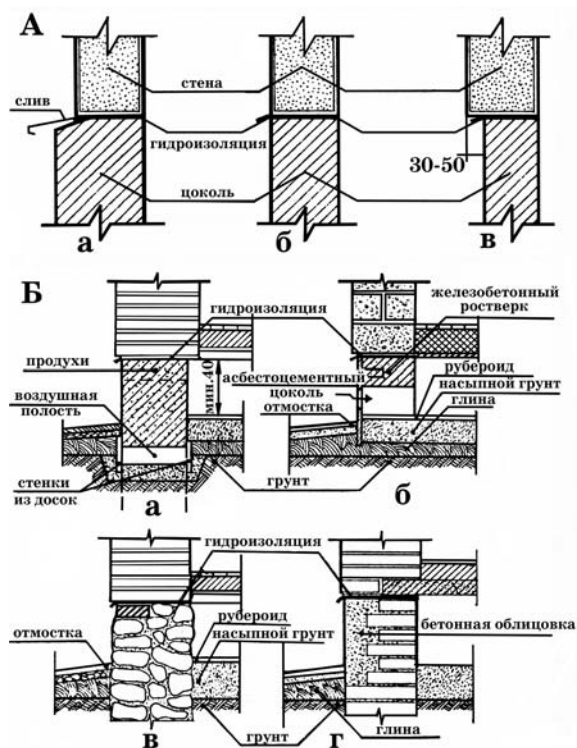 А
стена
слив
гидроизоляция
30-50
цоколь
а
б
в
Б
гидроизоляция
железобетонный
ростверк
продухи
мин.40
асбестоцементный
цоколь
рубероид
насыпной грунт
воздушная
полость
отмостка
глина
стенки
из досок
грунт
а
б
гидроизоляция
рубероид
насыпной грунт
отмостка
бетонная облицовка
грунт
глина
в
г